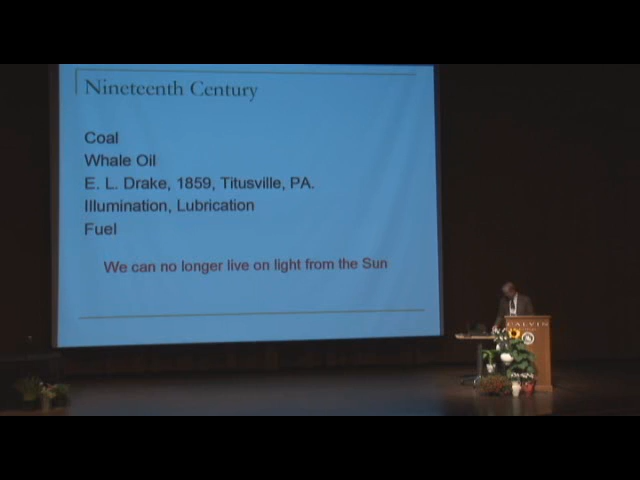 Nineteenth Century
Coal
Whale Oil
E. L. Drake, 1859, Titusville, PA.
Illumination, Lubrication
Fuel
We can no longer live on light from the Sun
CALVIN